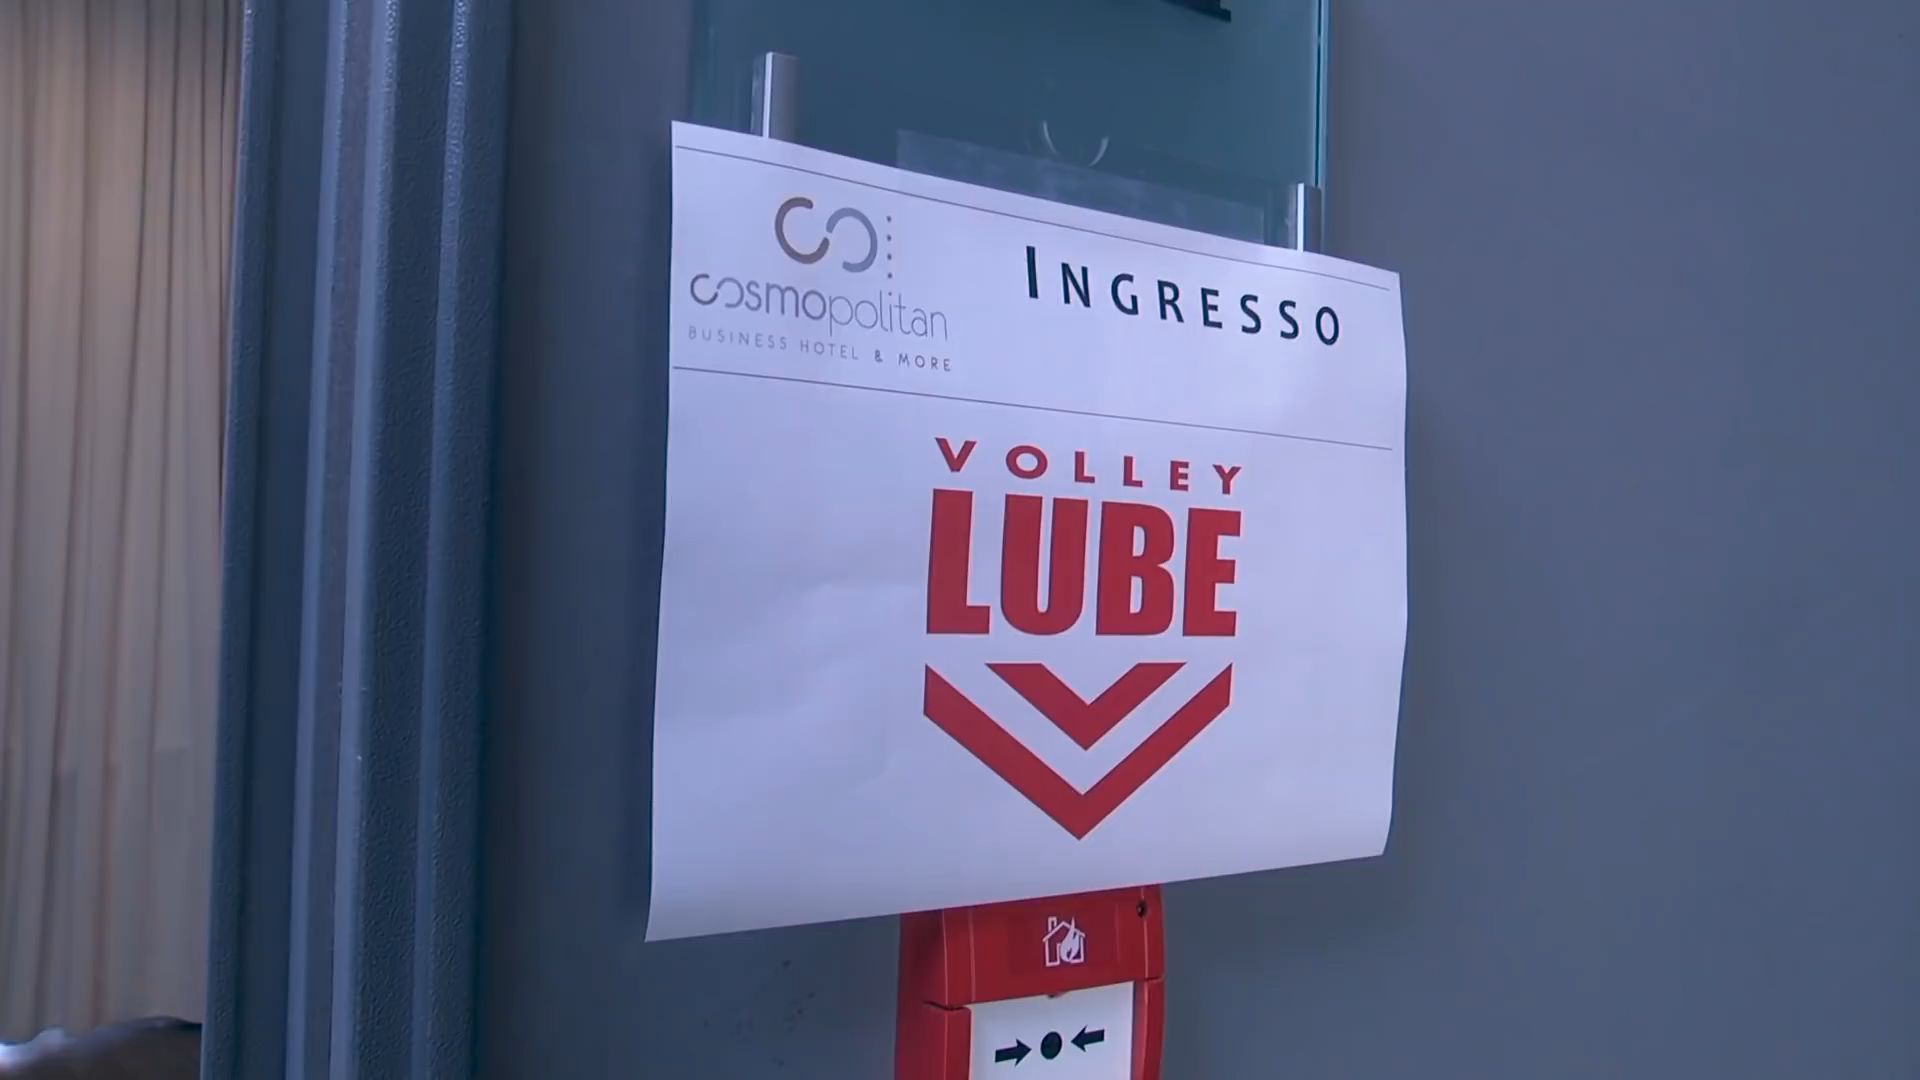 cosmopolitan
BUSINESS HOTEL & MORE
INGRESSO
VOLLEY
LUBE